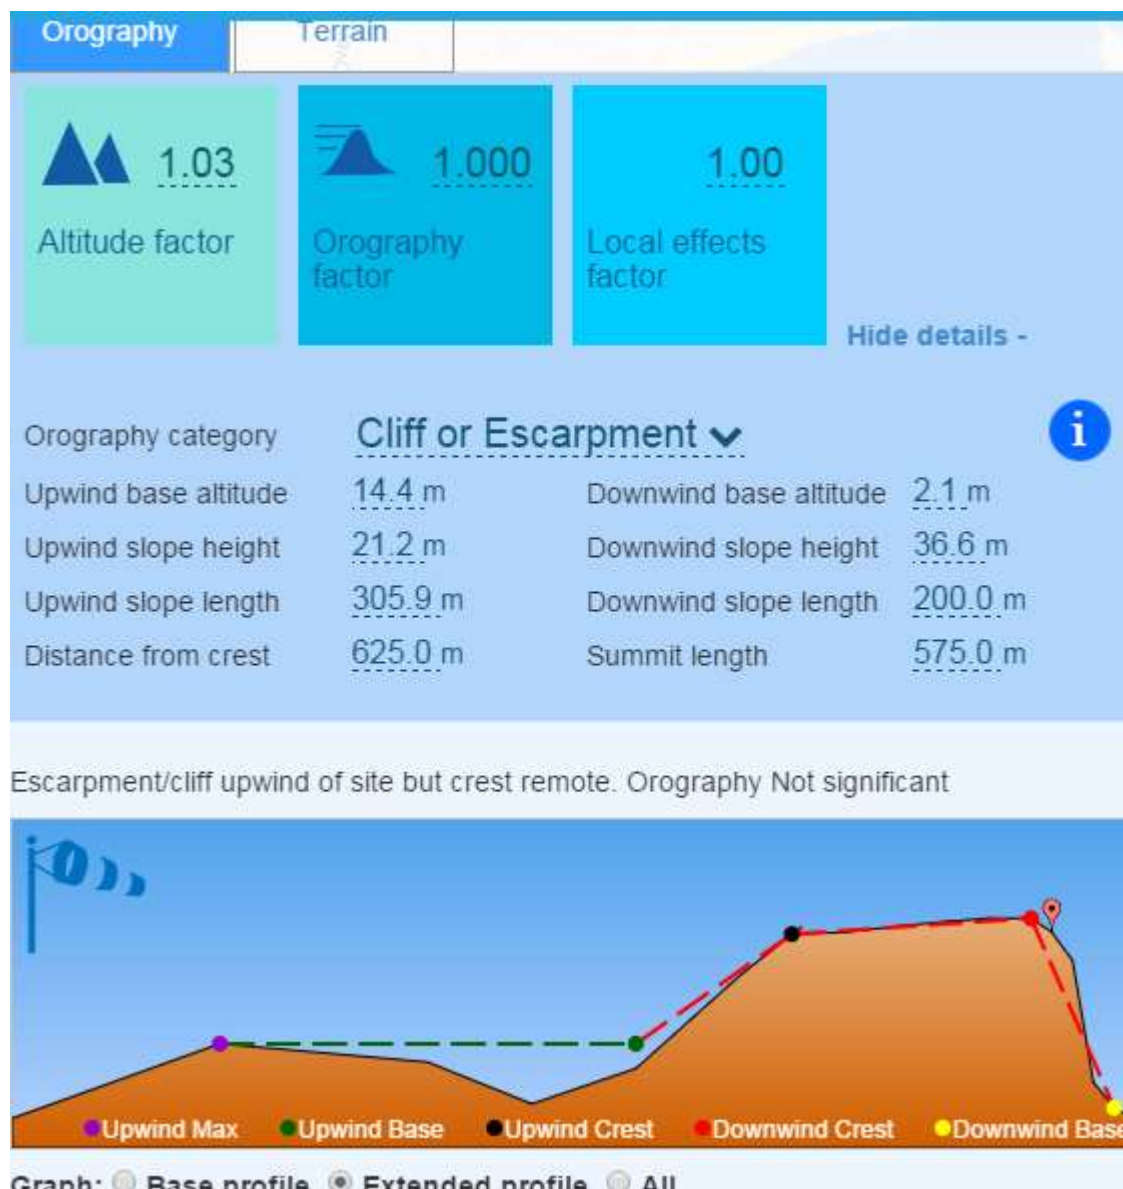 Orography Terrain
1.03 1.000 1.00
Altitude factor Orography factor Local effects factor
Hide details -
Orography category Cliff or Escarpment i
Upwind base altitude 14.4 m Downwind base altitude 2.1 m
Upwind slope height 21.2 m Downwind slope height 36.6 m
Upwind slope length 305.9 m Downwind slope length 200.0 m
Distance from crest 625.0 m Summit length 575.0 m
Escarpment/cliff upwind of site but crest remote. Orography Not significant
Upwind Max Upwind Base Upwind Crest Downwind Crest Downwind Base
Graph: Base profile Extended profile All